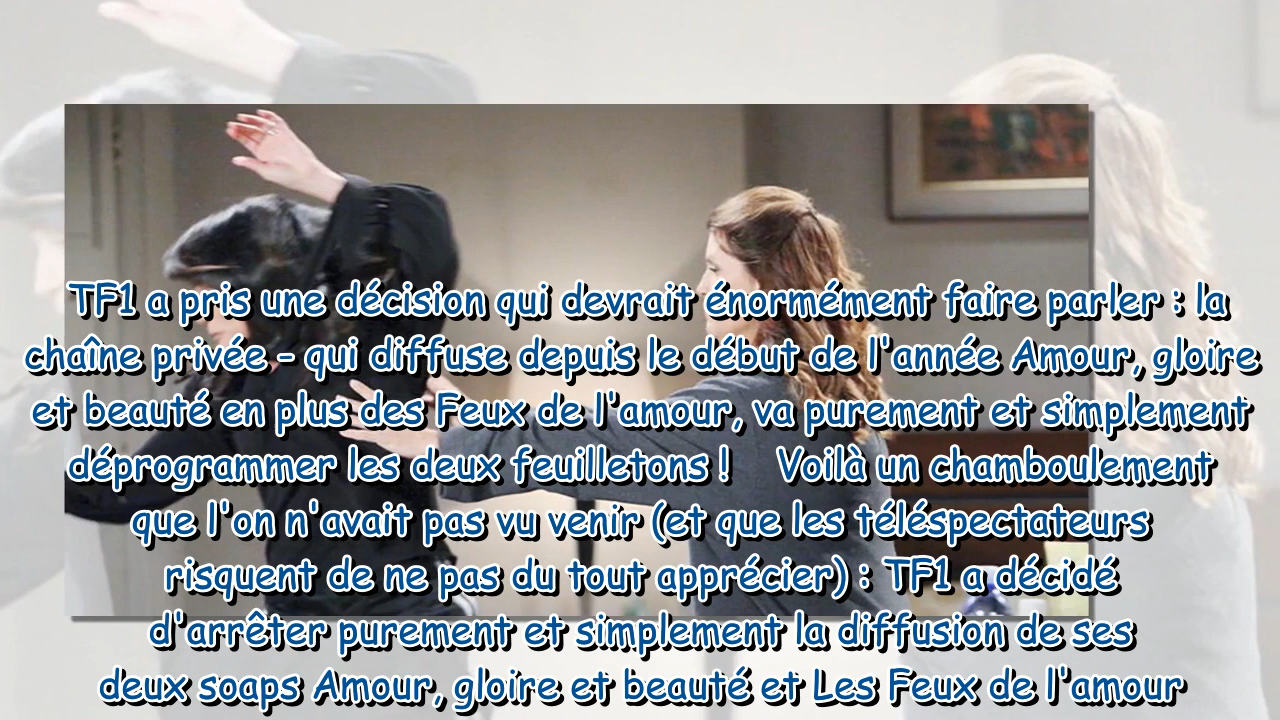 TF1 a pris une décision qui devrait énormément faire parler : la
chaîne privée - qui diffuse depuis le début de l'année Amour, gloire
et beauté en plus des Feux de l'amour, va purement et simplement
déprogrammer les deux feuilletons ! Voilà un chamboulement
que l'on n'avait pas vu venir (et que les téléspectateurs
risquent de ne pas du tout apprécier) : TF1 a décidé
d'arrêter purement et simplement la diffusion de ses
deux soaps Amour, gloire et beauté et Les Feux de l'amour